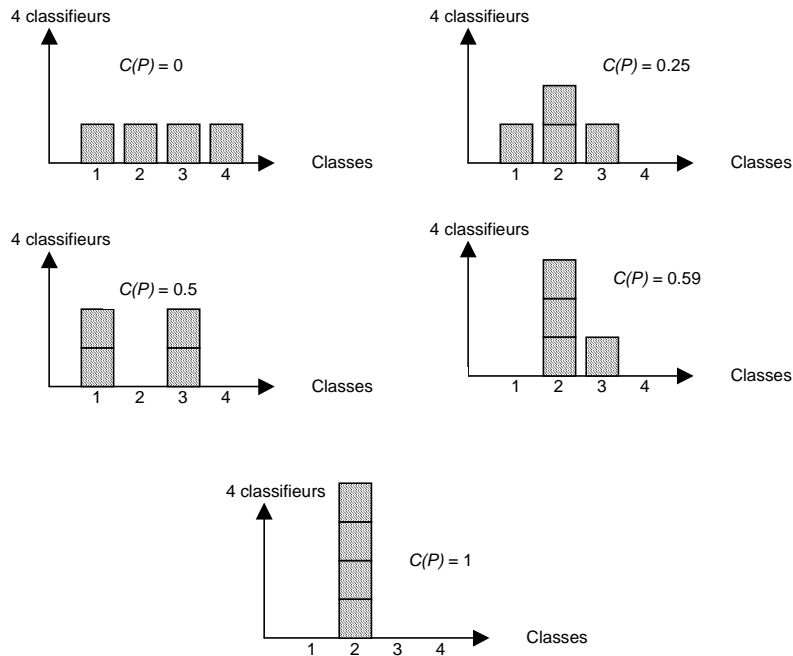 4 classifieurs
C(P) = 0
Classes
1 2 3 4
4 classifieurs
C(P) = 0.25
Classes
1 2 3 4
4 classifieurs
C(P) = 0.5
Classes
1 2 3 4
4 classifieurs
C(P) = 0.59
Classes
1 2 3 4
4 classifieurs
C(P) = 1
Classes
1 2 3 4